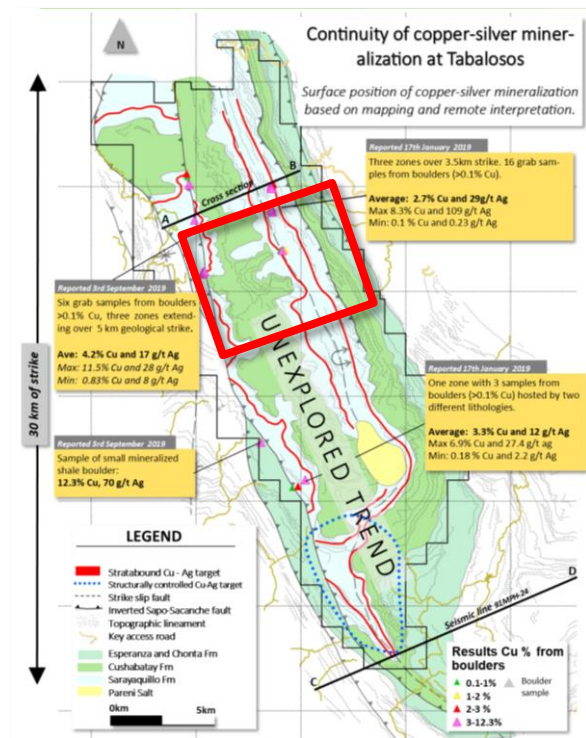 Continuity of copper-silver miner-
alization at Tabalosos
Surface position of copper-silver mineralization
based on mapping and remote interpretation.
N
30 km of strike
Reported 17th January 2019
Three zones over 3.5km strike. 16 grab sam-
ples from boulders (>0.1% Cu).
Average: 2.7% Cu and 29g/t Ag
Max 8.3% Cu and 109 g/t Ag
Min: 0.1 % Cu and 0.23 g/t Ag
A
Cross section
B
Reported 3rd September 2019
Six grab samples from boulders
>0.1% Cu, three zones extend-
ing over 5 km geological strike.
Ave: 4.2% Cu and 17 g/t Ag
Max: 11.5% Cu and 28 g/t Ag
Min: 0.83% Cu and 8 g/t Ag
UNEXPLORED TREND
Reported 17th January 2019
One zone with 3 samples from
boulders (>0.1% Cu) hosted by two
different lithologies.
Average: 3.3% Cu and 12 g/t Ag
Max 6.9% Cu and 27.4 g/t ag
Min: 0.18 % Cu and 2.2 g/t Ag
Reported 3rd September 2019
Sample of small mineralized
shale boulder:
12.3% Cu, 70 g/t Ag
LEGEND
Stratabound Cu - Ag target
Structurally controlled Cu-Ag target
Strike slip fault
Inverted Sapo-Sacanche fault
Topographic lineament
Key access road
Esperanza and Chonta Fm
Cushabatay Fm
Sarayaquillo Fm
Pareni Salt
0km
5km
C
Seismic line 91MPH-24
D
Results Cu % from
boulders
0.1-1%
1-2 %
2-3 %
3-12.3%
Boulder
sample